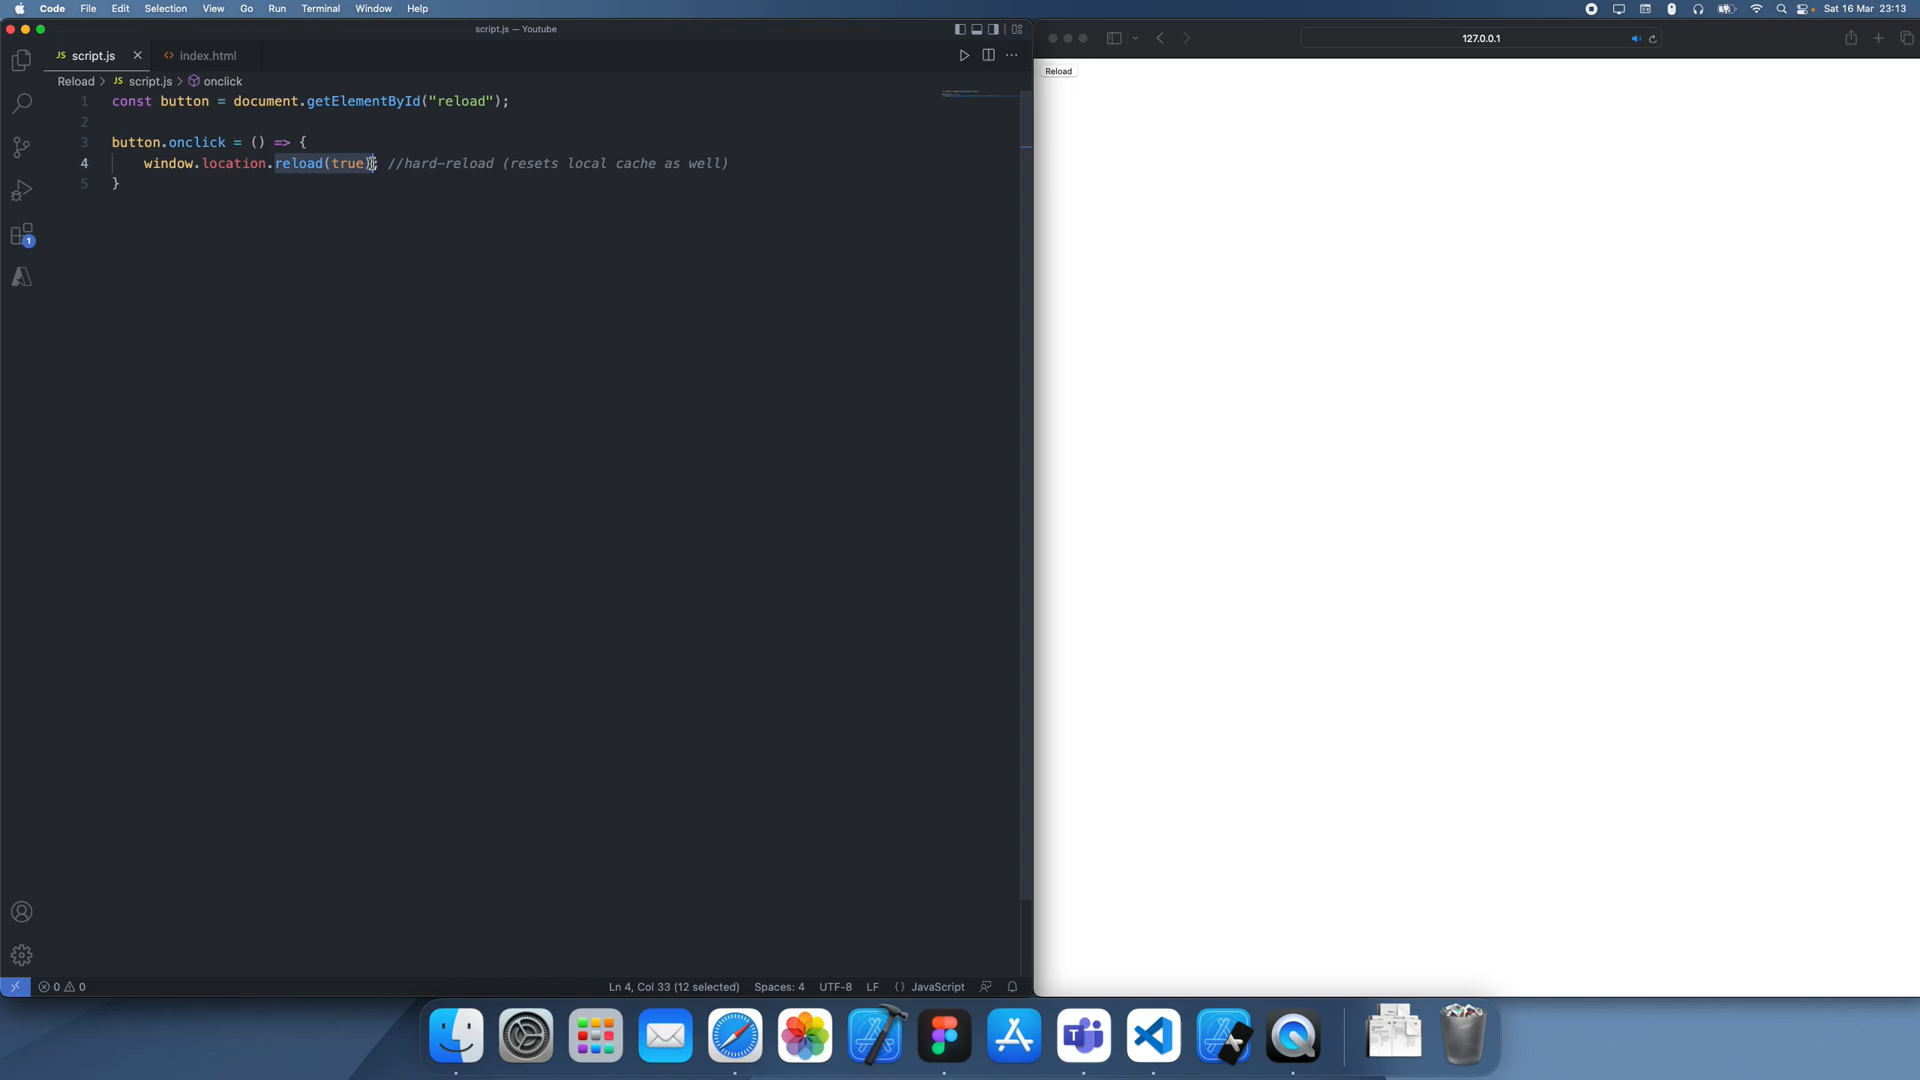 Code File Edit Selection View Go Run Terminal Window Help Sat 16 Mar 23:13
script.js — Youtube
127.0.0.1
JS script.js index.html
Reload
Reload > JS script.js > onclick
1 const button = document.getElementById("reload");
2
3 button.onclick = () => {
4 window.location.reload(true); //hard-reload (resets local cache as well)
5 }
1
0 0 Ln 4, Col 33 (12 selected) Spaces: 4 UTF-8 LF {} JavaScript